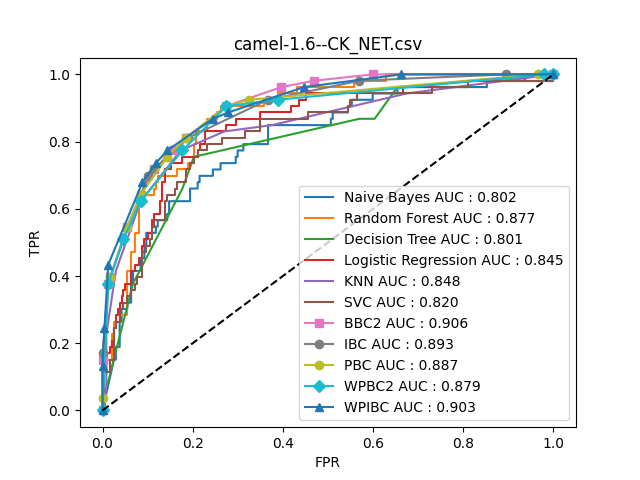 camel-1.6--CK_NET.csv
1.0
0.8
0.6
0.4
0.2
0.0
TPR
Naive Bayes AUC : 0.802
Random Forest AUC : 0.877
Decision Tree AUC : 0.801
Logistic Regression AUC : 0.845
KNN AUC : 0.848
SVC AUC : 0.820
BBC2 AUC : 0.906
IBC AUC : 0.893
PBC AUC : 0.887
WPBC2 AUC : 0.879
WPIBC AUC : 0.903
0.0 0.2 0.4 0.6 0.8 1.0
FPR